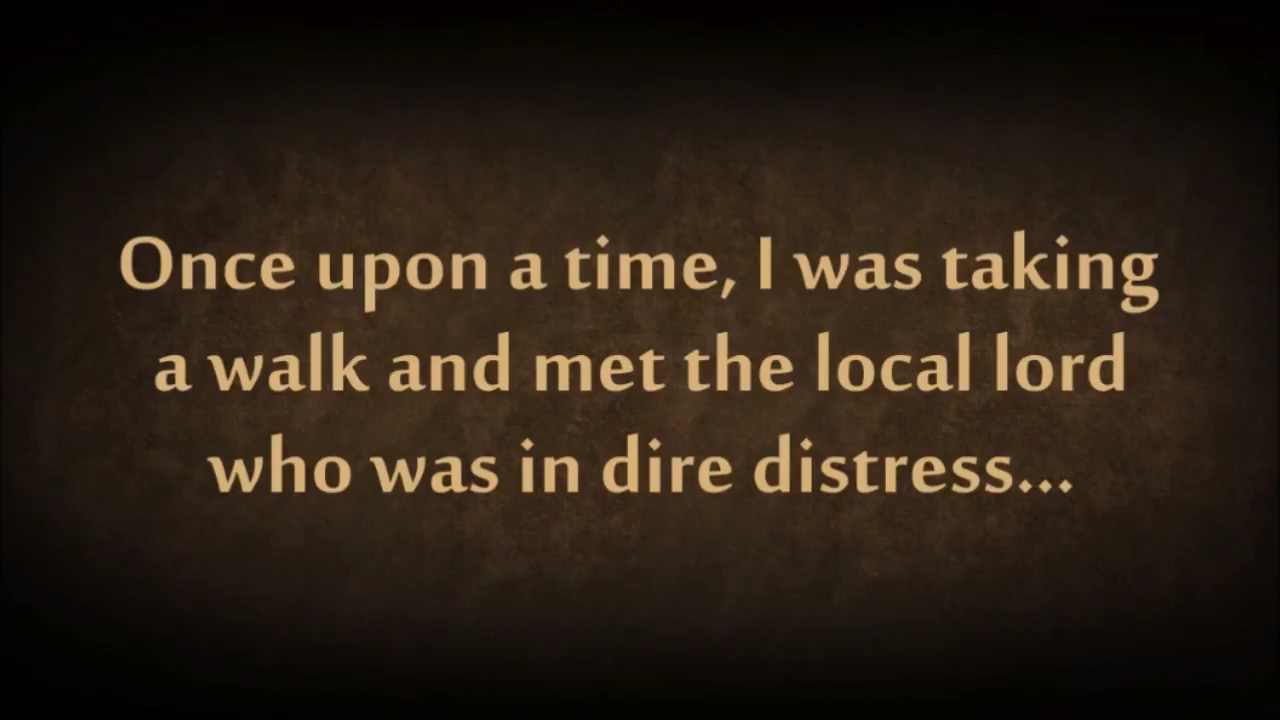 Once upon a time, I was taking
a walk and met the local lord
who was in dire distress...